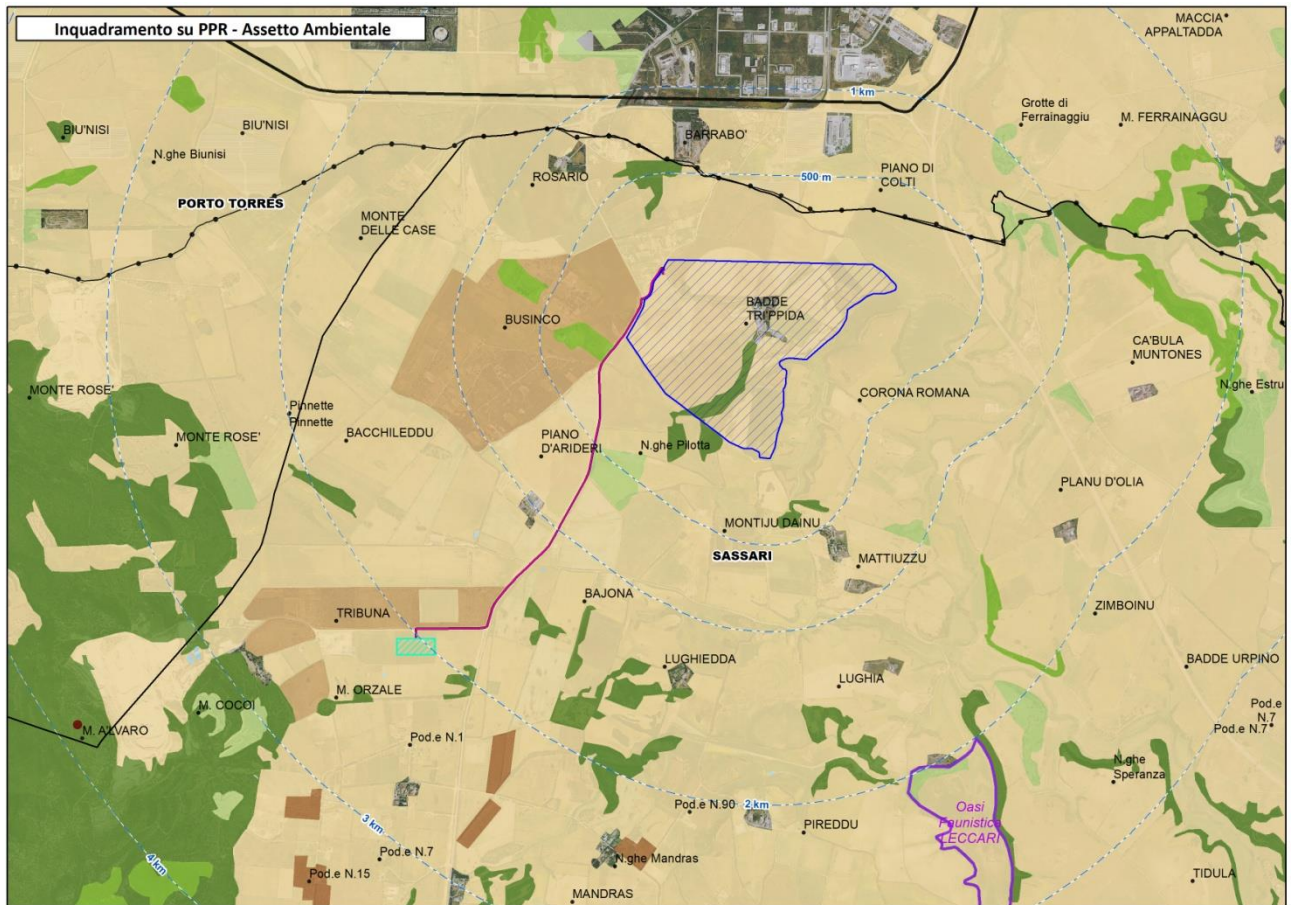 Inquadramento su PPR - Assetto Ambientale
MACCIA
APPALTADDA
1 km
Grotte di
Ferrainaggiu
M. FERRAINAGGU
BIU'NISI
BIU'NISI
BARRABO'
N.ghe Biunisi
ROSARIO
500 m
PIANO DI
COLTI
PORTO TORRES
MONTE
DELLE CASE
BADDE
TRI'PPIDA
BUSINCO
CA'BULA
MUNTONES
MONTE ROSE'
N.ghe Estru
CORONA ROMANA
Pinnette
Pinnette
MONTE ROSE'
BACCHILEDDU
PIANO
D'ARIDERI
N.ghe Pilotta
PLANU D'OLIA
MONTIJU DAINU
SASSARI
MATTIUZZU
BAJONA
TRIBUNA
ZIMBOINU
LUGHIEDDA
BADDE URPINO
LUGHIA
M. ORZALE
M. COCOI
Pod.e
N.7
Pod.e N.7
M. A'LVARO
Pod.e N.1
N.ghe
Speranza
Pod.e N.90
2 km
Oasi
Faunistica
LECCARI
3 km
PIREDDU
4 km
Pod.e N.7
N.ghe Mandras
Pod.e N.15
TIDULA
MANDRAS